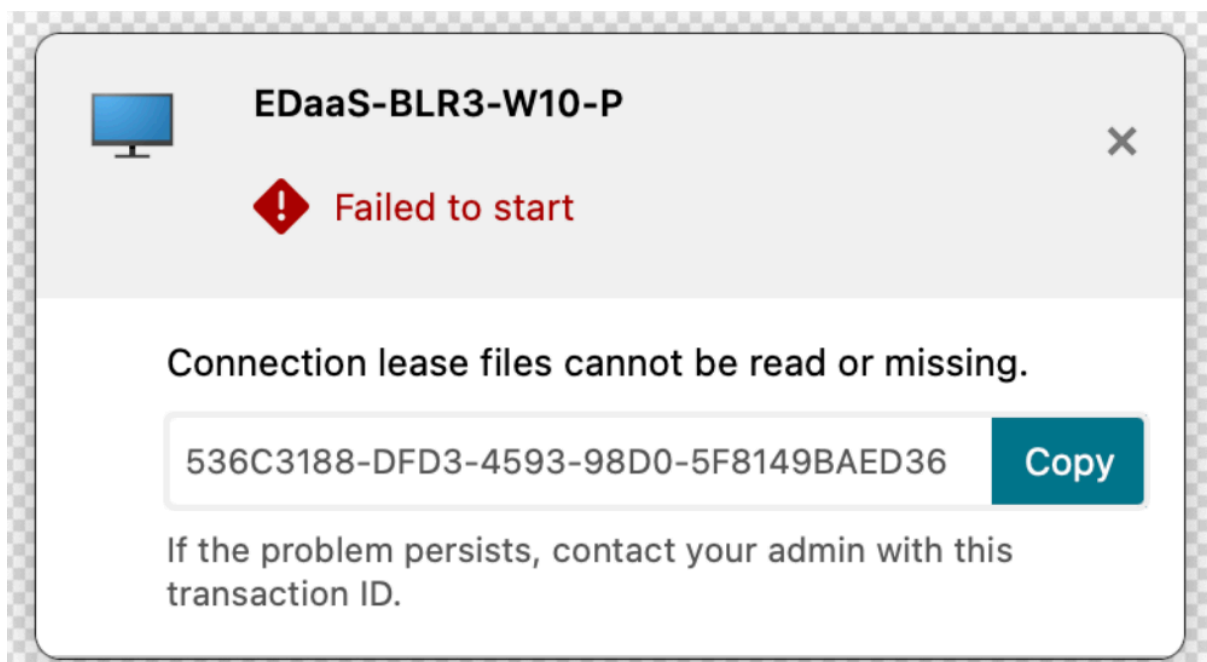 EDaaS-BLR3-W10-P
Failed to start
Connection lease files cannot be read or missing.
536C3188-DFD3-4593-98D0-5F8149BAED36
Copy
If the problem persists, contact your admin with this
transaction ID.